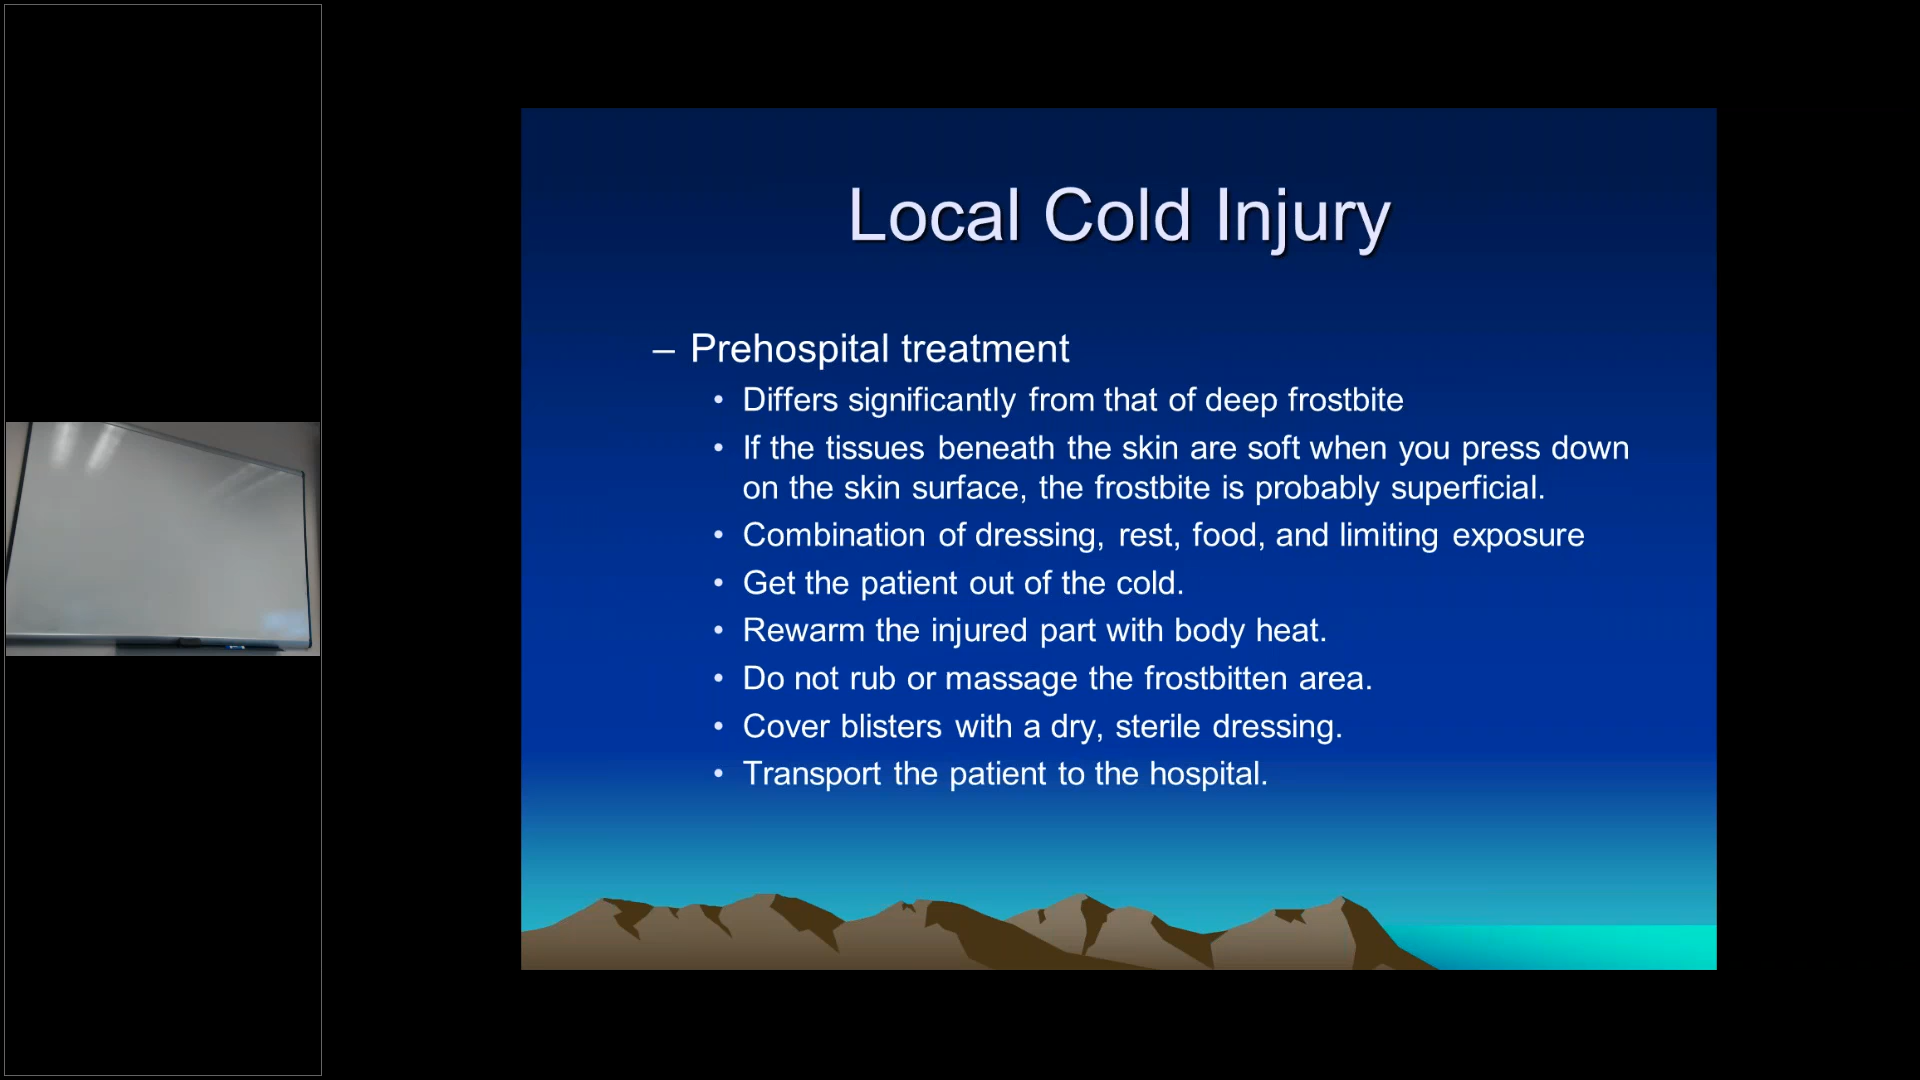 Local Cold Injury
– Prehospital treatment
• Differs significantly from that of deep frostbite
• If the tissues beneath the skin are soft when you press down
on the skin surface, the frostbite is probably superficial.
• Combination of dressing, rest, food, and limiting exposure
• Get the patient out of the cold.
• Rewarm the injured part with body heat.
• Do not rub or massage the frostbitten area.
• Cover blisters with a dry, sterile dressing.
• Transport the patient to the hospital.